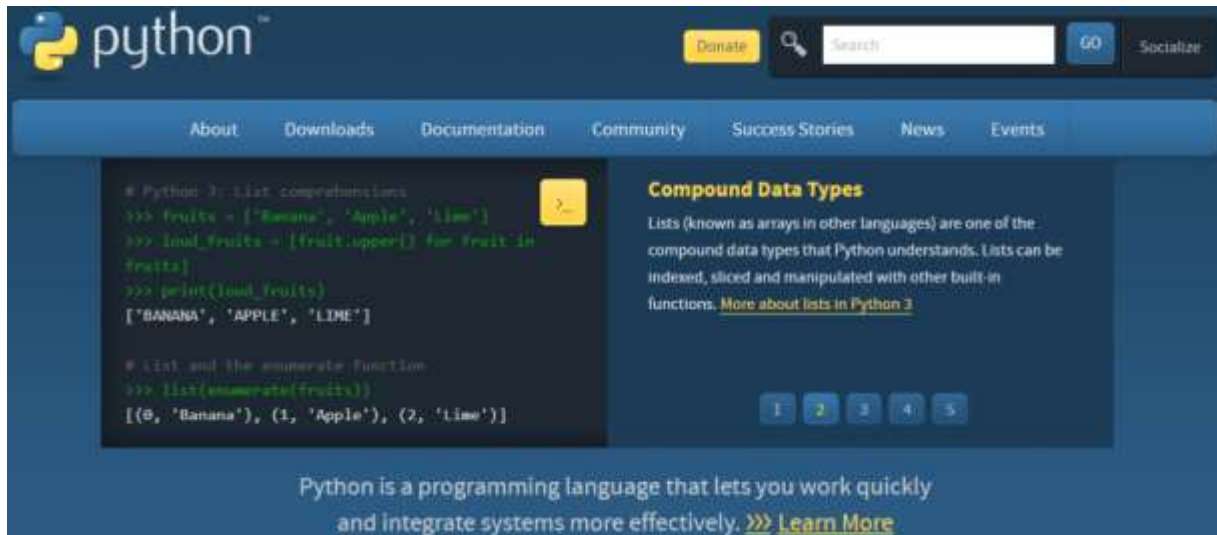 python™
Donate
Search
GO
Socialize
About Downloads Documentation Community Success Stories News Events
# Python 3: List comprehensions
>>> fruits = ['Banana', 'Apple', 'Lime']
>>> loud_fruits = [fruit.upper() for fruit in
fruits]
>>> print(loud_fruits)
['BANANA', 'APPLE', 'LIME']
# List and the enumerate function
>>> list(enumerate(fruits))
[(0, 'Banana'), (1, 'Apple'), (2, 'Lime')]
>_
Compound Data Types
Lists (known as arrays in other languages) are one of the
compound data types that Python understands. Lists can be
indexed, sliced and manipulated with other built-in
functions. More about lists in Python 3
1 2 3 4 5
Python is a programming language that lets you work quickly
and integrate systems more effectively. >>> Learn More